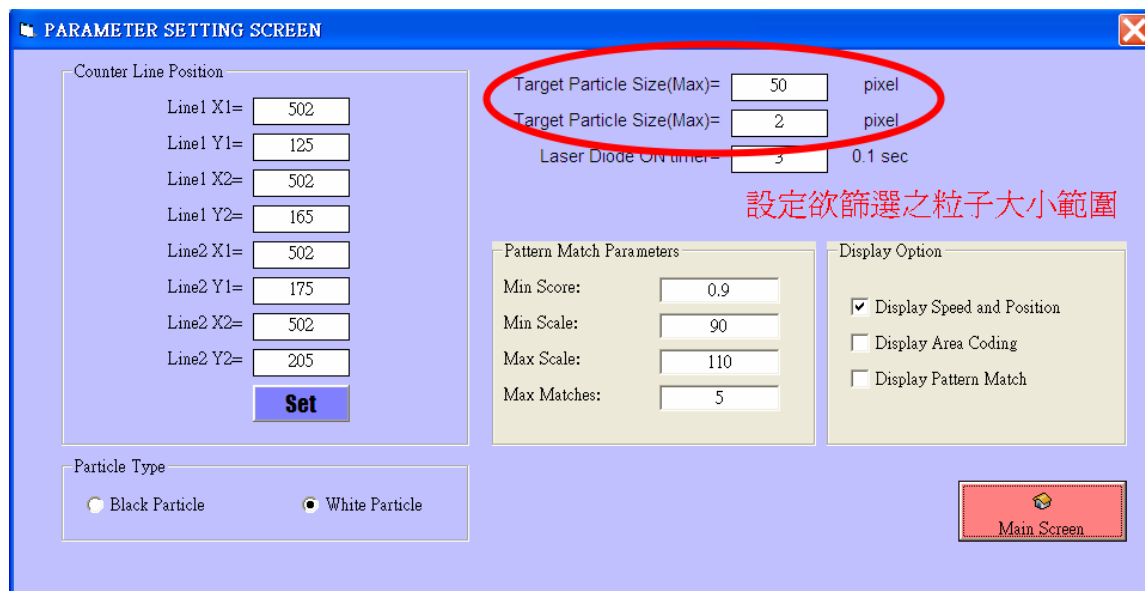 PARAMETER SETTING SCREEN
Counter Line Position
Line1 X1= 502
Line1 Y1= 125
Line1 X2= 502
Line1 Y2= 165
Line2 X1= 502
Line2 Y1= 175
Line2 X2= 502
Line2 Y2= 205
Set
Particle Type
Black Particle
White Particle
Target Particle Size(Max)= 50 pixel
Target Particle Size(Max)= 2 pixel
Laser Diode ON timer= 3 0.1 sec
設定欲篩選之粒子大小範圍
Pattern Match Parameters
Min Score: 0.9
Min Scale: 90
Max Scale: 110
Max Matches: 5
Display Option
Display Speed and Position
Display Area Coding
Display Pattern Match
Main Screen